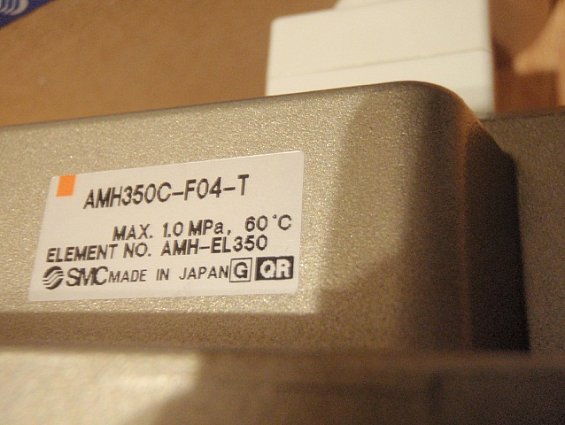 AMH350C-F04-T
MAX. 1.0 MPa, 60°C
ELEMENT NO. AMH-EL350
SMC MADE IN JAPAN G QR